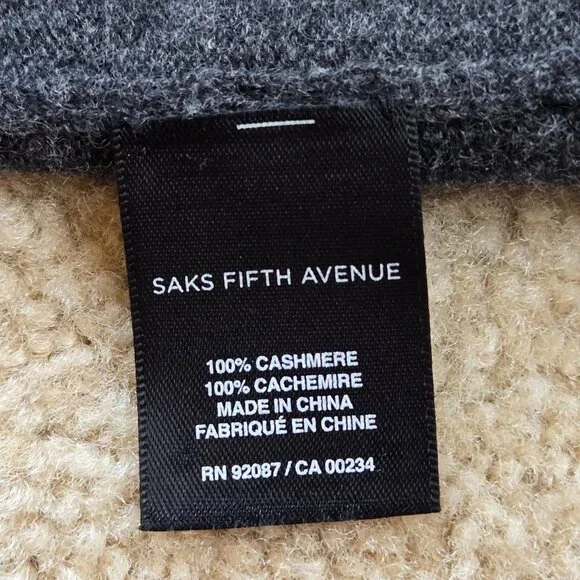 SAKS FIFTH AVENUE
100% CASHMERE
100% CACHEMIRE
MADE IN CHINA
FABRIQUÉ EN CHINE
RN 92087 / CA 00234